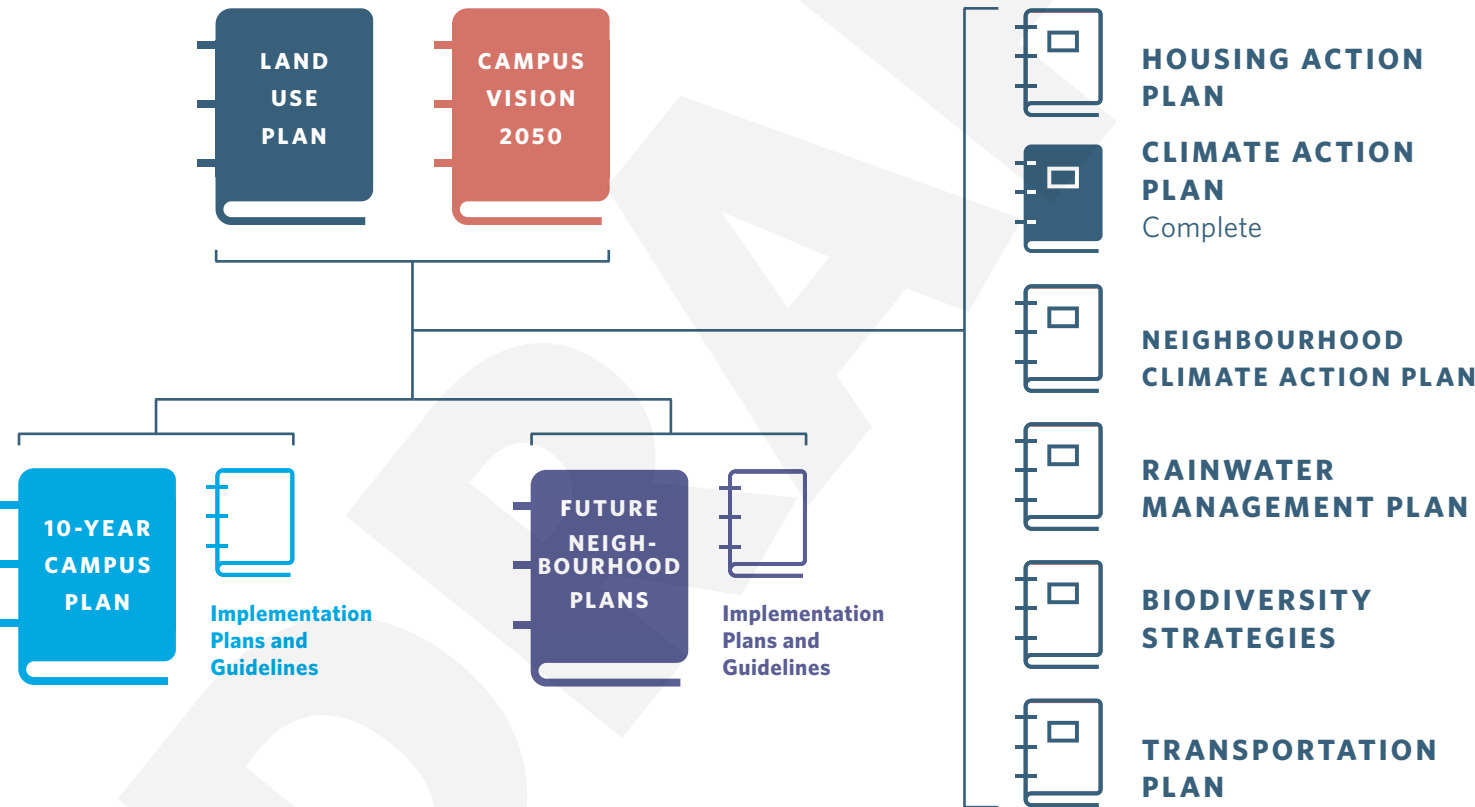 LAND
USE
PLAN
CAMPUS
VISION
2050
10-YEAR
CAMPUS
PLAN
Implementation
Plans and
Guidelines
FUTURE
NEIGH-
BOURHOOD
PLANS
Implementation
Plans and
Guidelines
HOUSING ACTION
PLAN
CLIMATE ACTION
PLAN
Complete
NEIGHBOURHOOD
CLIMATE ACTION PLAN
RAINWATER
MANAGEMENT PLAN
BIODIVERSITY
STRATEGIES
TRANSPORTATION
PLAN